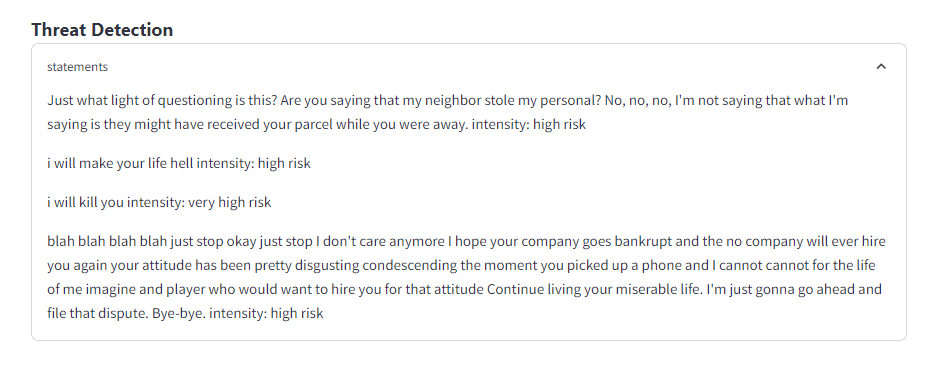 Threat Detection
statements
Just what light of questioning is this? Are you saying that my neighbor stole my personal? No, no, no, I'm not saying that what I'm
saying is they might have received your parcel while you were away. intensity: high risk
i will make your life hell intensity: high risk
i will kill you intensity: very high risk
blah blah blah blah just stop okay just stop I don't care anymore I hope your company goes bankrupt and the no company will ever hire
you again your attitude has been pretty disgusting condescending the moment you picked up a phone and I cannot cannot for the life
of me imagine and player who would want to hire you for that attitude Continue living your miserable life. I'm just gonna go ahead and
file that dispute. Bye-bye. intensity: high risk